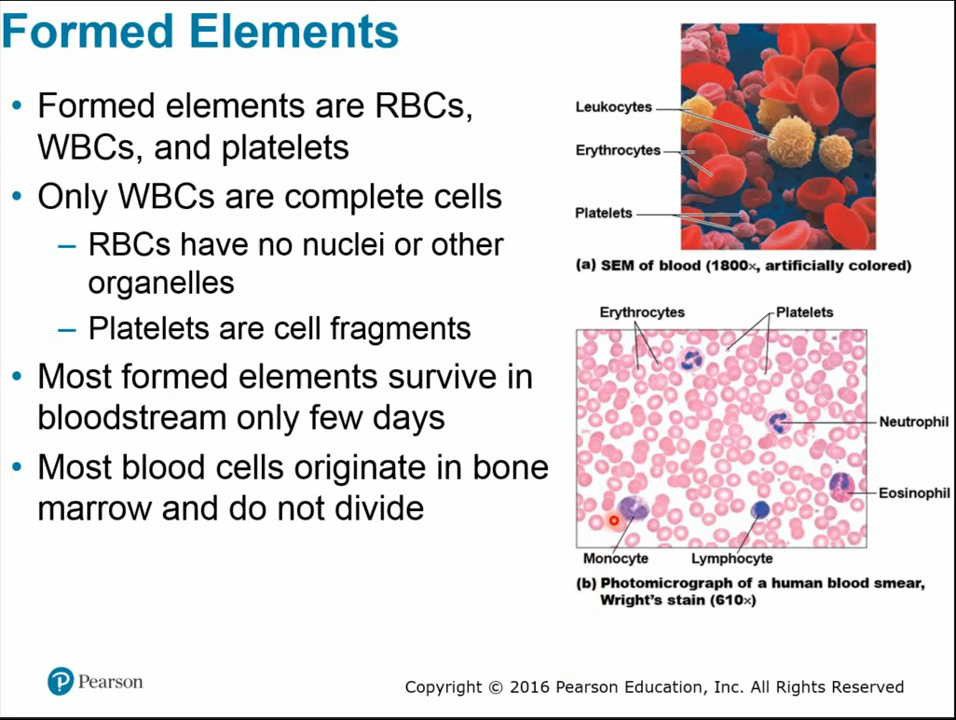 Formed Elements
• Formed elements are RBCs,
WBCs, and platelets
• Only WBCs are complete cells
– RBCs have no nuclei or other
organelles
– Platelets are cell fragments
• Most formed elements survive in
bloodstream only few days
• Most blood cells originate in bone
marrow and do not divide
Leukocytes
Erythrocytes
Platelets
(a) SEM of blood (1800×, artificially colored)
Erythrocytes
Platelets
Neutrophil
Eosinophil
Monocyte
Lymphocyte
(b) Photomicrograph of a human blood smear,
Wright's stain (610×)
P Pearson
Copyright © 2016 Pearson Education, Inc. All Rights Reserved